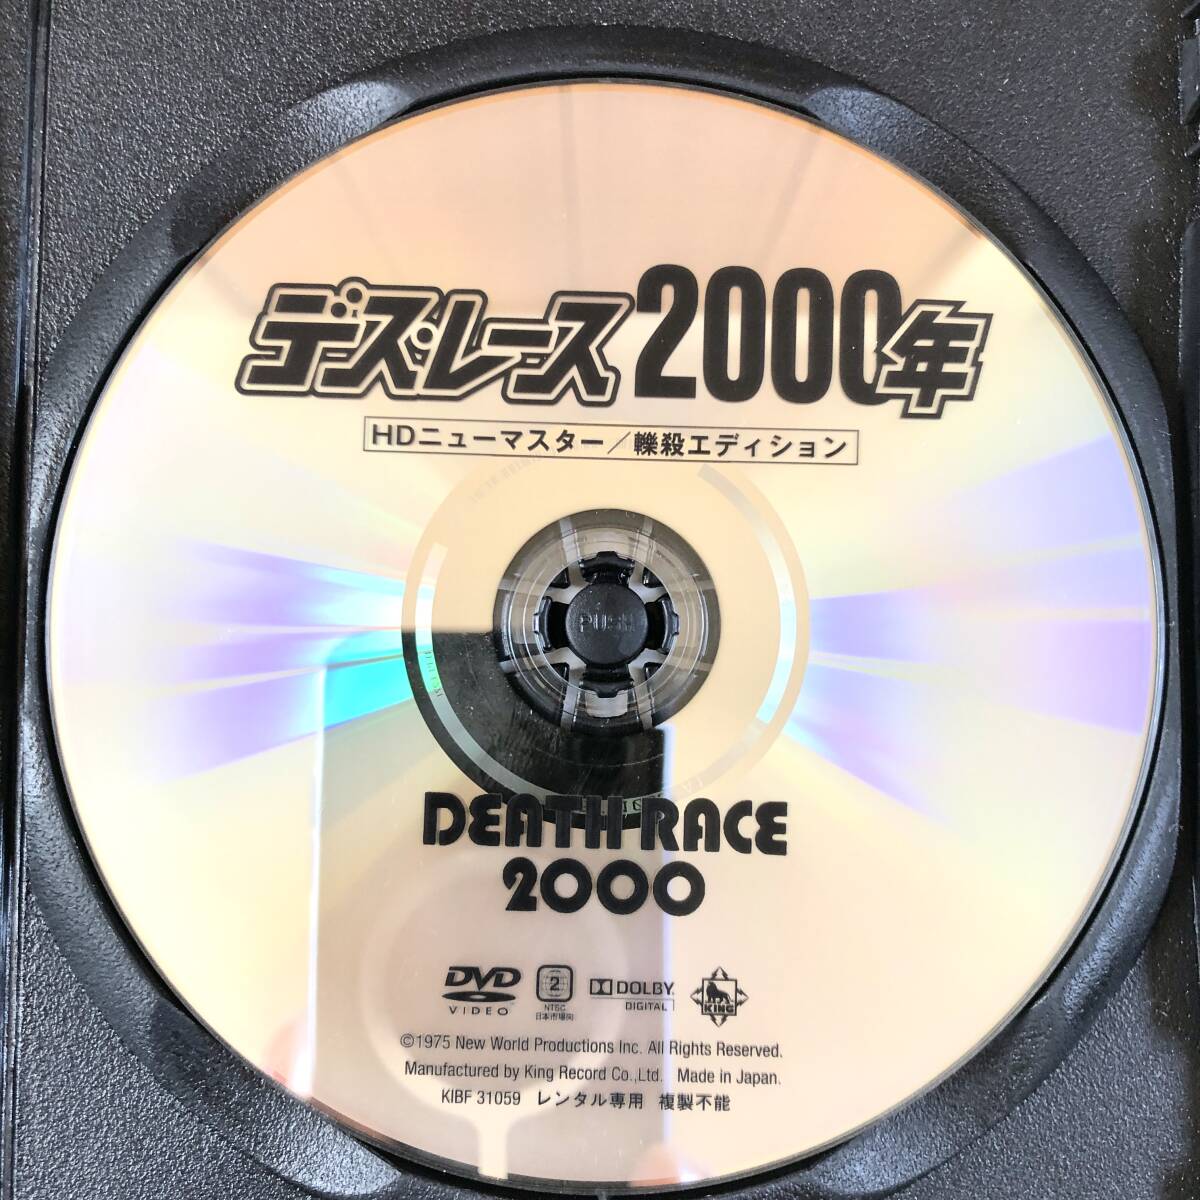 デス・レース2000年
HDニューマスター／轢殺エディション
PUSH
DEATH RACE
2000
DVD
VIDEO
2
NTSC
日本市場向
DOLBY
DIGITAL
KING
©1975 New World Productions Inc. All Rights Reserved.
Manufactured by King Record Co.,Ltd. Made in Japan.
KIBF 31059 レンタル専用 複製不能